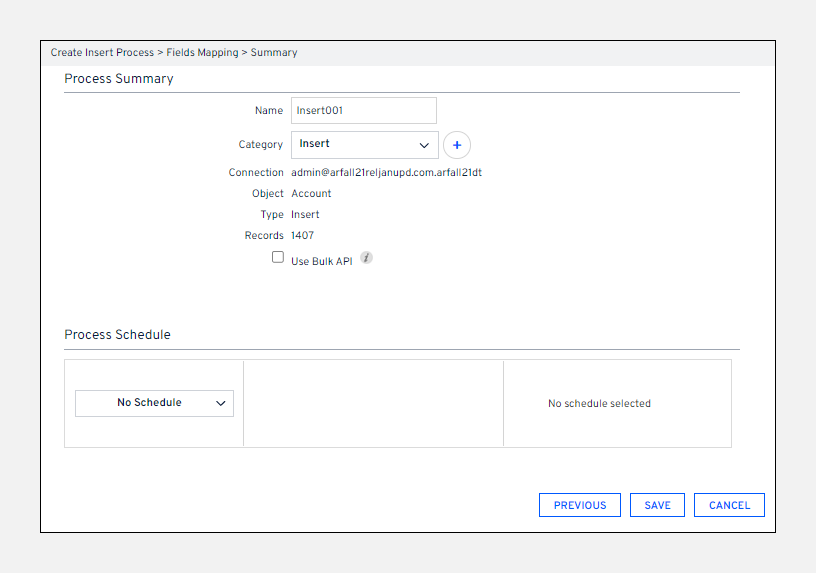 Create Insert Process > Fields Mapping > Summary
Process Summary
Name Insert001
Category Insert +
Connection admin@arfall21reljanupd.com.arfall21dt
Object Account
Type Insert
Records 1407
Use Bulk API i
Process Schedule
No Schedule
No schedule selected
PREVIOUS SAVE CANCEL